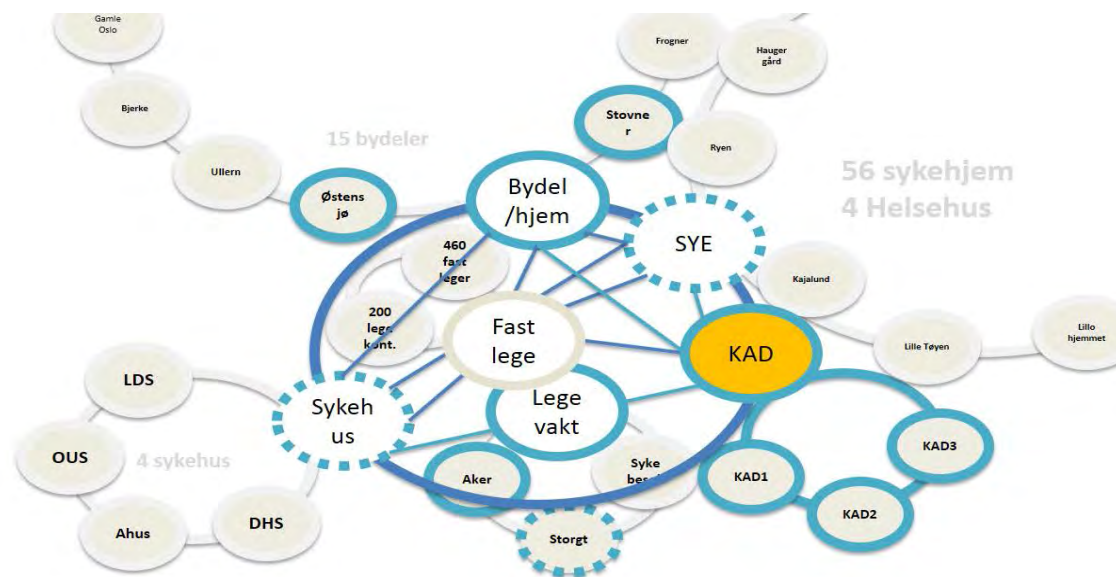 Gamle
Oslo
Bjerke
Ullern
15 bydeler
Østens
jø
Frogner
Hauger
gård
Stovne
r
Ryen
Bydel
/hjem
56 sykehjem
4 Helsehus
SYE
460
fast
leger
200
lege
kont.
Fast
lege
KAD
Kajalund
Lille Tøyen
Lillo
hjemmet
LDS
OUS
4 sykehus
Ahus
DHS
Sykeh
us
Lege
vakt
Aker
Syke
Storgt
KAD1
KAD2
KAD3